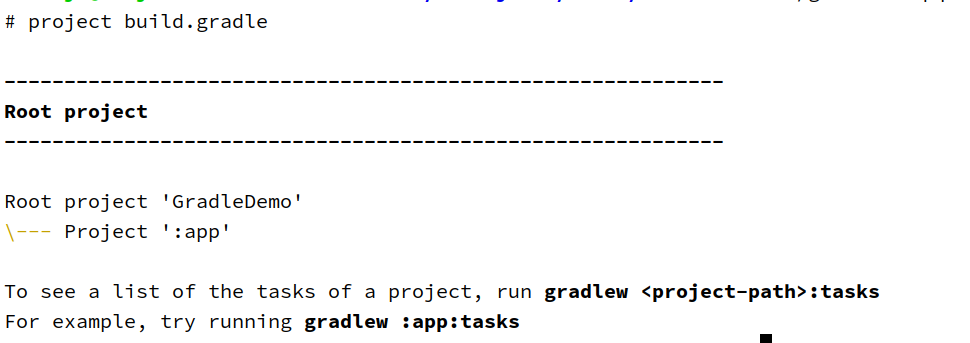 # project build.gradle
------------------------------------------------------------
Root project
------------------------------------------------------------
Root project 'GradleDemo'
\--- Project ':app'
To see a list of the tasks of a project, run gradlew <project-path>:tasks
For example, try running gradlew :app:tasks